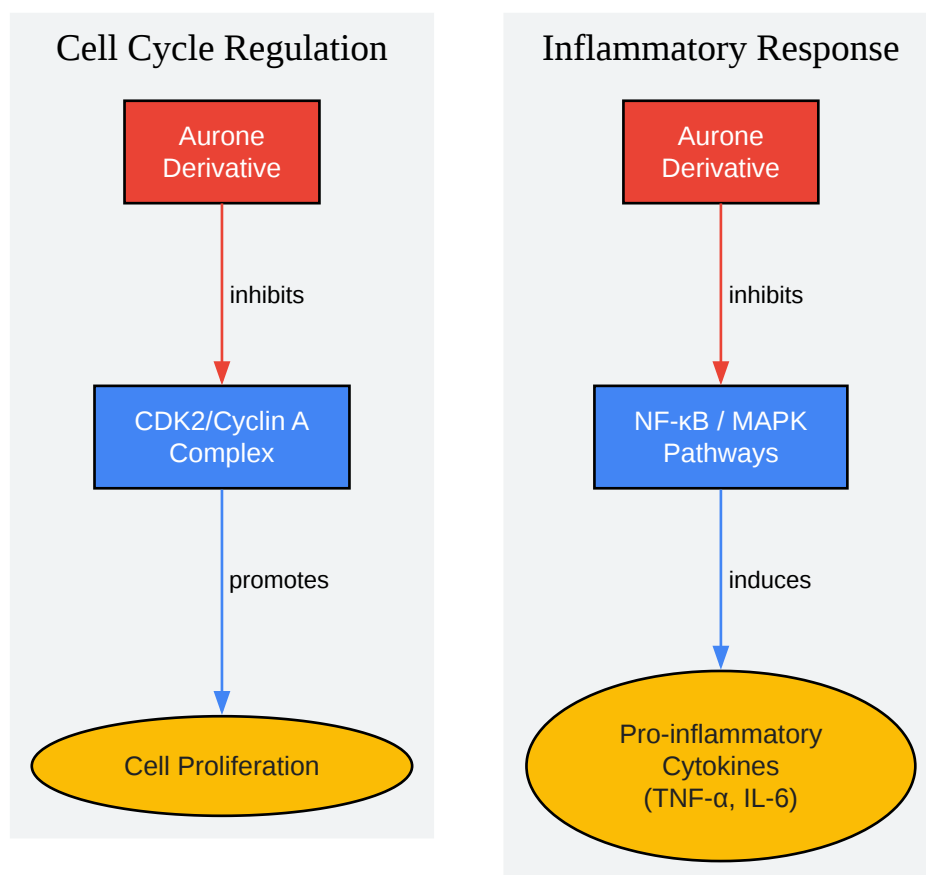 Cell Cycle Regulation
Aurone
Derivative
inhibits
CDK2/Cyclin A
Complex
promotes
Cell Proliferation
Inflammatory Response
Aurone
Derivative
inhibits
NF-κB / MAPK
Pathways
induces
Pro-inflammatory
Cytokines
(TNF-α, IL-6)